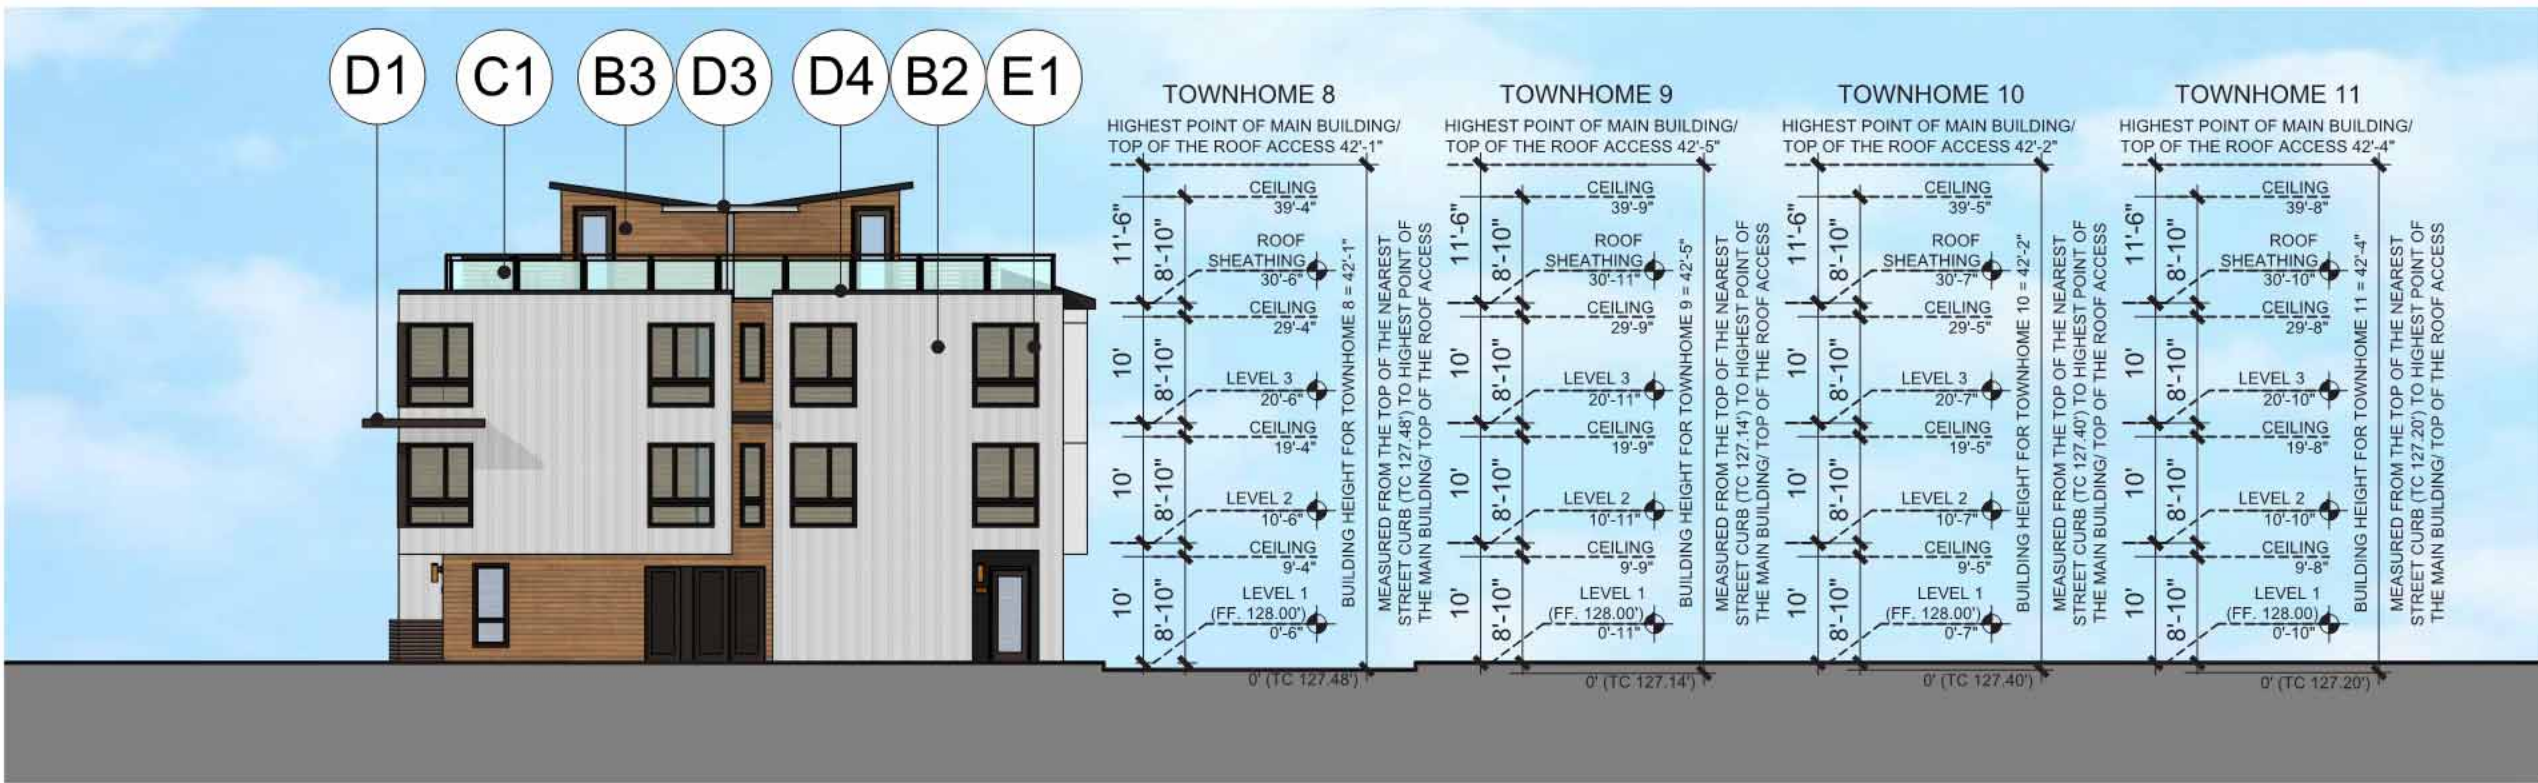 D1
C1
B3
D3
D4
B2
E1
TOWNHOME 8
HIGHEST POINT OF MAIN BUILDING/
TOP OF THE ROOF ACCESS 42'-1"
CEILING
39'-4"
ROOF
SHEATHING
30'-6"
CEILING
29'-4"
LEVEL 3
20'-6"
CEILING
19'-4"
LEVEL 2
10'-6"
CEILING
9'-4"
LEVEL 1
(FF. 128.00')
0'-6"
0' (TC 127.48')
11'-6"
8'-10"
10'
8'-10"
10'
8'-10"
10'
8'-10"
BUILDING HEIGHT FOR TOWNHOME 8 = 42'-1"
MEASURED FROM THE TOP OF THE NEAREST
STREET CURB (TC 127.48') TO HIGHEST POINT OF
THE MAIN BUILDING/ TOP OF THE ROOF ACCESS
TOWNHOME 9
HIGHEST POINT OF MAIN BUILDING/
TOP OF THE ROOF ACCESS 42'-5"
CEILING
39'-9"
ROOF
SHEATHING
30'-11"
CEILING
29'-9"
LEVEL 3
20'-11"
CEILING
19'-9"
LEVEL 2
10'-11"
CEILING
9'-9"
LEVEL 1
(FF. 128.00')
0'-11"
0' (TC 127.14')
11'-6"
8'-10"
10'
8'-10"
10'
8'-10"
10'
8'-10"
BUILDING HEIGHT FOR TOWNHOME 9 = 42'-5"
MEASURED FROM THE TOP OF THE NEAREST
STREET CURB (TC 127.14') TO HIGHEST POINT OF
THE MAIN BUILDING/ TOP OF THE ROOF ACCESS
TOWNHOME 10
HIGHEST POINT OF MAIN BUILDING/
TOP OF THE ROOF ACCESS 42'-2"
CEILING
39'-5"
ROOF
SHEATHING
30'-7"
CEILING
29'-5"
LEVEL 3
20'-7"
CEILING
19'-5"
LEVEL 2
10'-7"
CEILING
9'-5"
LEVEL 1
(FF. 128.00')
0'-7"
0' (TC 127.40')
11'-6"
8'-10"
10'
8'-10"
10'
8'-10"
10'
8'-10"
BUILDING HEIGHT FOR TOWNHOME 10 = 42'-2"
MEASURED FROM THE TOP OF THE NEAREST
STREET CURB (TC 127.40') TO HIGHEST POINT OF
THE MAIN BUILDING/ TOP OF THE ROOF ACCESS
TOWNHOME 11
HIGHEST POINT OF MAIN BUILDING/
TOP OF THE ROOF ACCESS 42'-4"
CEILING
39'-8"
ROOF
SHEATHING
30'-10"
CEILING
29'-8"
LEVEL 3
20'-10"
CEILING
19'-8"
LEVEL 2
10'-10"
CEILING
9'-8"
LEVEL 1
(FF. 128.00')
0'-10"
0' (TC 127.20')
11'-6"
8'-10"
10'
8'-10"
10'
8'-10"
10'
8'-10"
BUILDING HEIGHT FOR TOWNHOME 11 = 42'-4"
MEASURED FROM THE TOP OF THE NEAREST
STREET CURB (TC 127.20') TO HIGHEST POINT OF
THE MAIN BUILDING/ TOP OF THE ROOF ACCESS